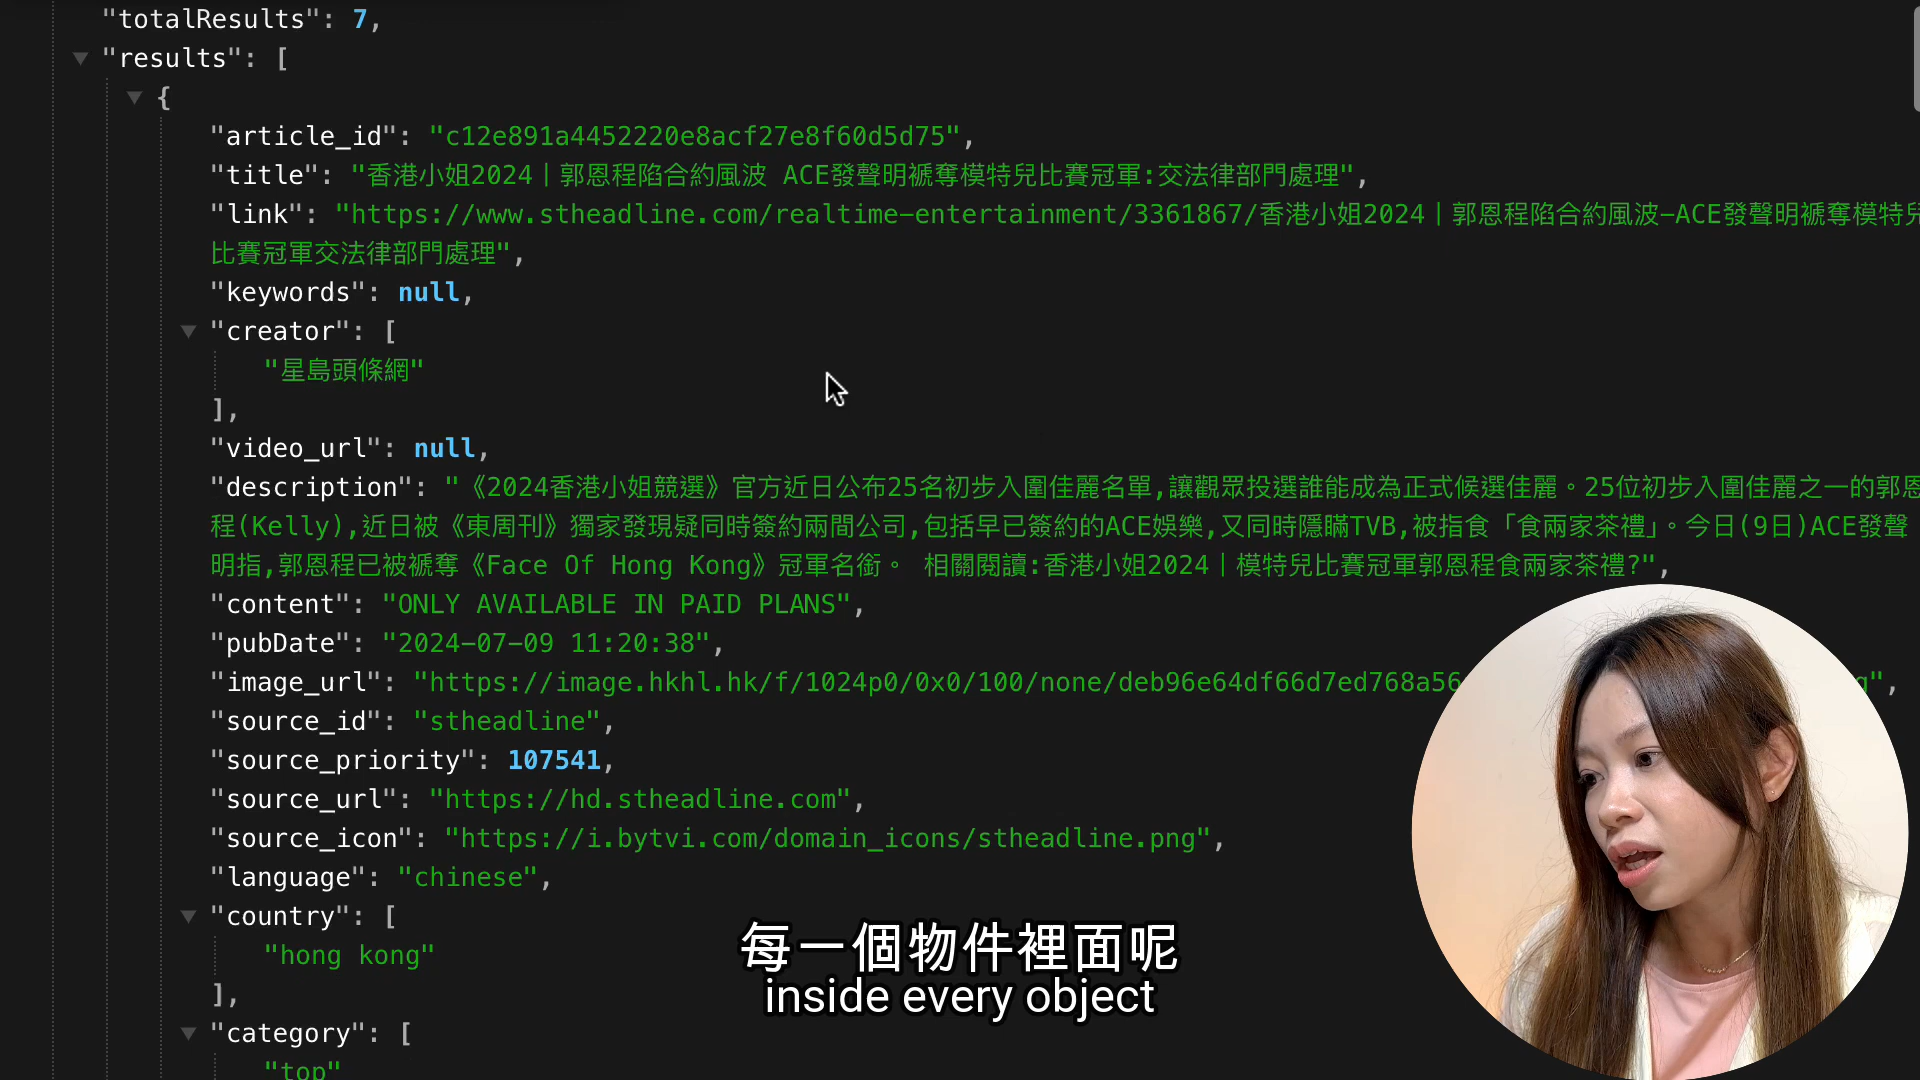 "totalResults": 7,
"results": [
{
"article_id": "c12e891a4452220e8acf27e8f60d5d75",
"title": "香港小姐2024｜郭恩程陷合約風波 ACE發聲明褫奪模特兒比賽冠軍:交法律部門處理",
"link": "https://www.stheadline.com/realtime-entertainment/3361867/香港小姐2024｜郭恩程陷合約風波-ACE發聲明褫奪模特兒
比賽冠軍交法律部門處理",
"keywords": null,
"creator": [
"星島頭條網"
],
"video_url": null,
"description": "《2024香港小姐競選》官方近日公布25名初步入圍佳麗名單,讓觀眾投選誰能成為正式候選佳麗。25位初步入圍佳麗之一的郭恩
程(Kelly),近日被《東周刊》獨家發現疑同時簽約兩間公司,包括早已簽約的ACE娛樂,又同時隱瞞TVB,被指食「食兩家茶禮」。今日(9日)ACE發聲
明指,郭恩程已被褫奪《Face Of Hong Kong》冠軍名銜。 相關閱讀:香港小姐2024｜模特兒比賽冠軍郭恩程食兩家茶禮?",
"content": "ONLY AVAILABLE IN PAID PLANS",
"pubDate": "2024-07-09 11:20:38",
"image_url": "https://image.hkhl.hk/f/1024p0/0x0/100/none/deb96e64df66d7ed768a56
",
"source_id": "stheadline",
"source_priority": 107541,
"source_url": "https://hd.stheadline.com",
"source_icon": "https://i.bytvi.com/domain_icons/stheadline.png",
"language": "chinese",
"country": [
"hong kong"
],
"category": [
"top"
每一個物件裡面呢
inside every object